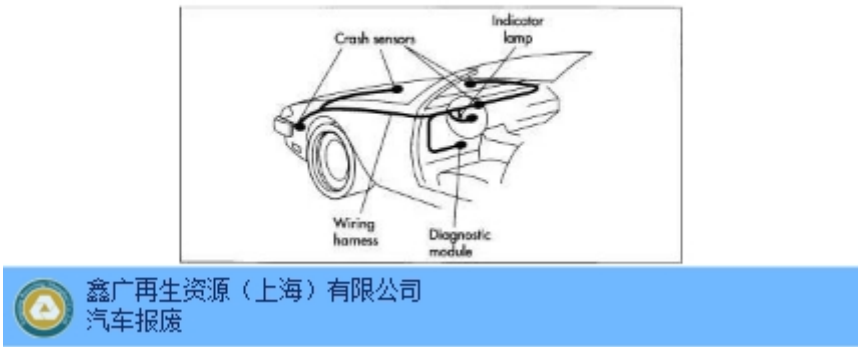 Indicator
lamp
Crash sensors
Wiring
harness
Diagnostic
module
鑫广再生资源（上海）有限公司
汽车报废